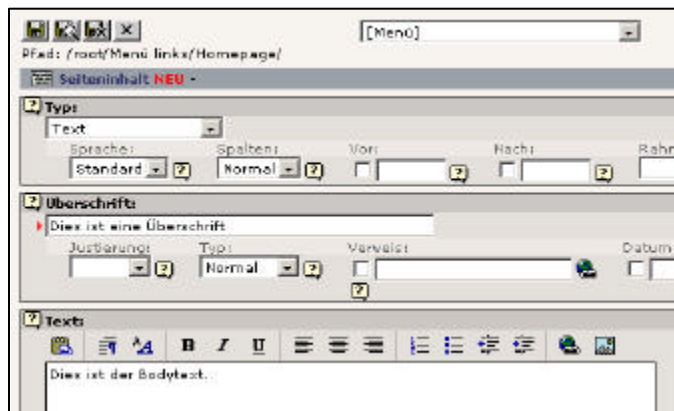 [Menü]
Pfad: /root/Menü links/Homepage/
Seiteninhalt NEU -
Typ:
Text
Sprache: Spalten: Vor: Nach: Rahm
Standard Normal
Überschrift:
Dies ist eine Überschrift
Justierung: Typ: Verweis: Datum
Normal
Text:
B I U
Dies ist der Bodytext.